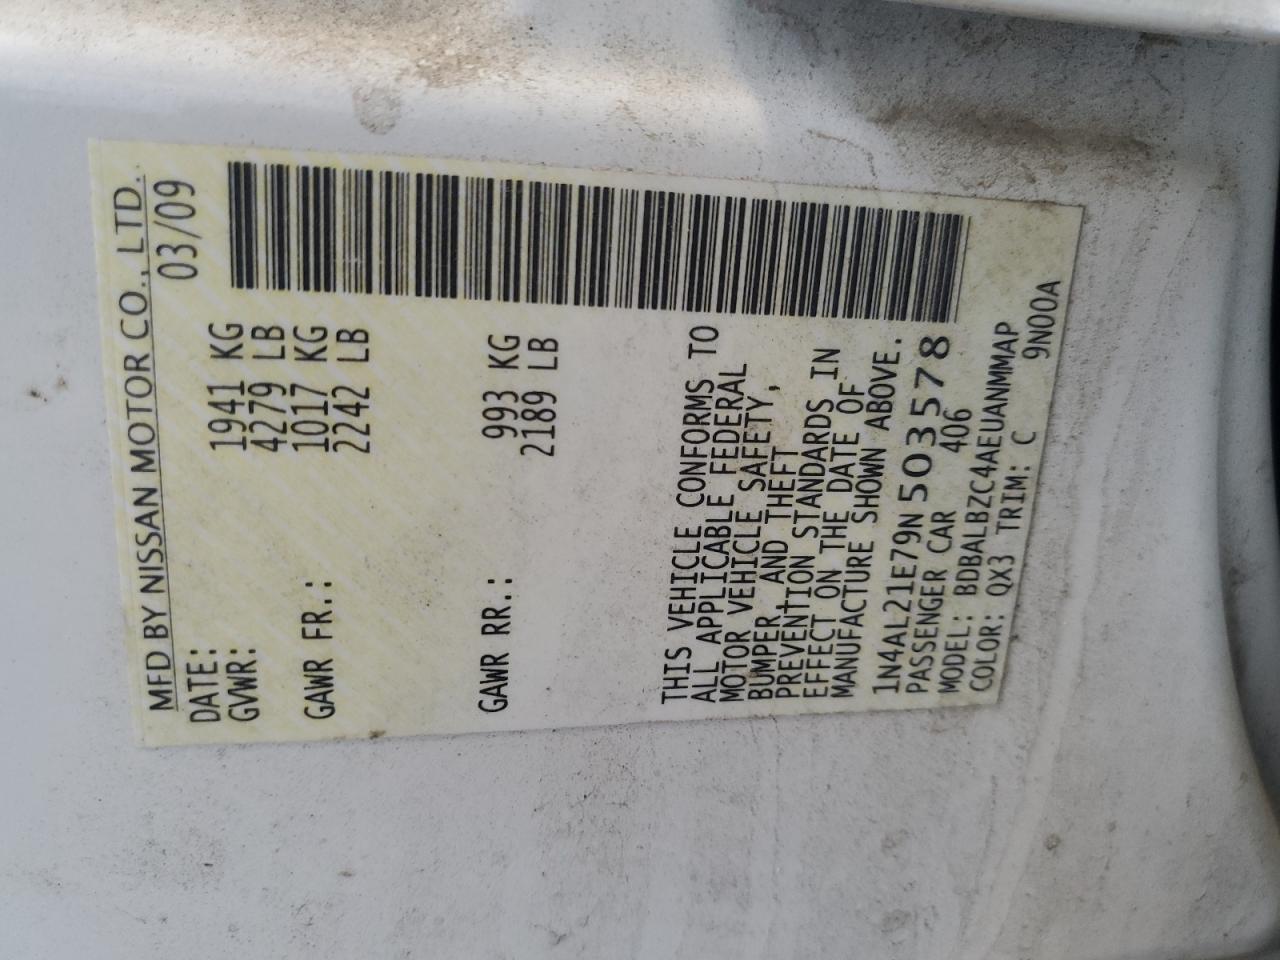 MFD BY NISSAN MOTOR CO., LTD.
DATE: 03/09
GVWR: 1941 KG
4279 LB
GAWR FR.: 1017 KG
2242 LB
GAWR RR.: 993 KG
2189 LB
THIS VEHICLE CONFORMS TO
ALL APPLICABLE FEDERAL
MOTOR VEHICLE SAFETY,
BUMPER, AND THEFT
PREVENTION STANDARDS IN
EFFECT ON THE DATE OF
MANUFACTURE SHOWN ABOVE.
1N4AL21E79N503578
PASSENGER CAR 406
MODEL: BDBALBZC4AEUANMMAP
COLOR: QX3 TRIM: C 9N00A